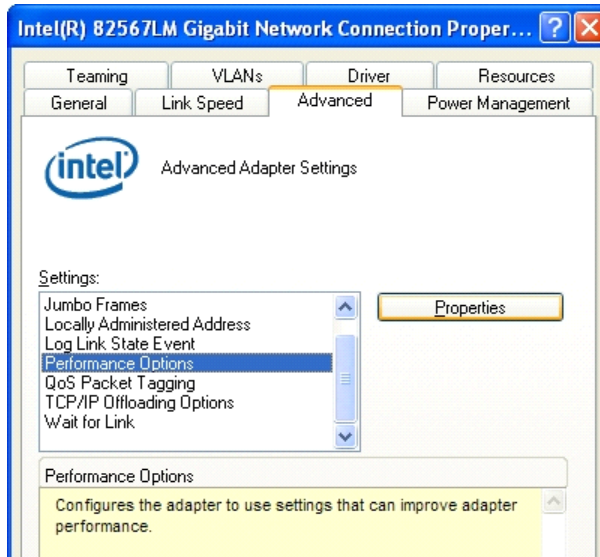 Intel(R) 82567LM Gigabit Network Connection Proper... ? X
Teaming VLANs Driver Resources
General Link Speed Advanced Power Management
intel Advanced Adapter Settings
Settings:
Jumbo Frames
Properties
Locally Administered Address
Log Link State Event
Performance Options
QoS Packet Tagging
TCP/IP Offloading Options
Wait for Link
Performance Options
Configures the adapter to use settings that can improve adapter
performance.